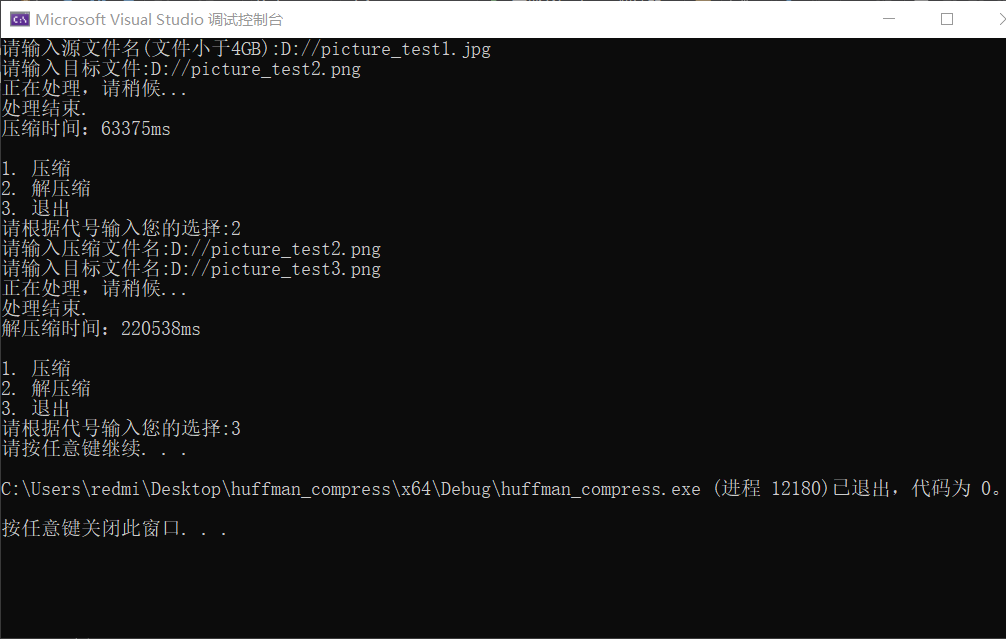 Microsoft Visual Studio 调试控制台
请输入源文件名(文件小于4GB):D://picture_test1.jpg
请输入目标文件:D://picture_test2.png
正在处理，请稍候...
处理结束.
压缩时间：63375ms
1. 压缩
2. 解压缩
3. 退出
请根据代号输入您的选择:2
请输入压缩文件名:D://picture_test2.png
请输入目标文件名:D://picture_test3.png
正在处理，请稍候...
处理结束.
解压缩时间：220538ms
1. 压缩
2. 解压缩
3. 退出
请根据代号输入您的选择:3
请按任意键继续. . .
C:\Users\redmi\Desktop\huffman_compress\x64\Debug\huffman_compress.exe (进程 12180)已退出，代码为 0。
按任意键关闭此窗口. . .